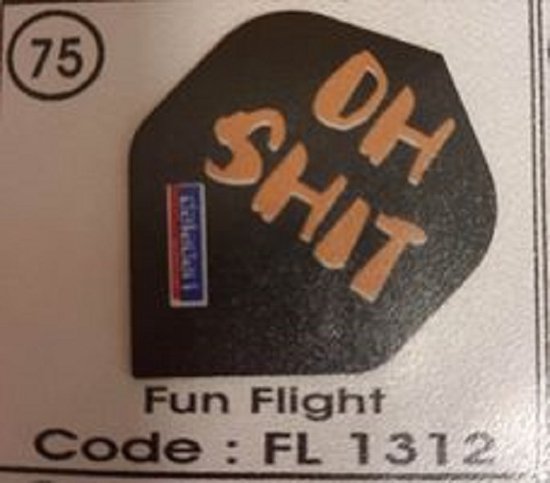 75
OH
SHIT
Fun Flight
Code : FL 1312